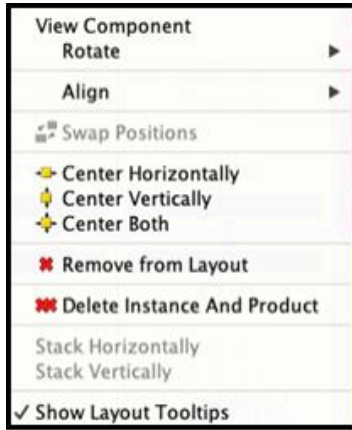 View Component
Rotate
Align
Swap Positions
Center Horizontally
Center Vertically
Center Both
Remove from Layout
Delete Instance And Product
Stack Horizontally
Stack Vertically
Show Layout Tooltips